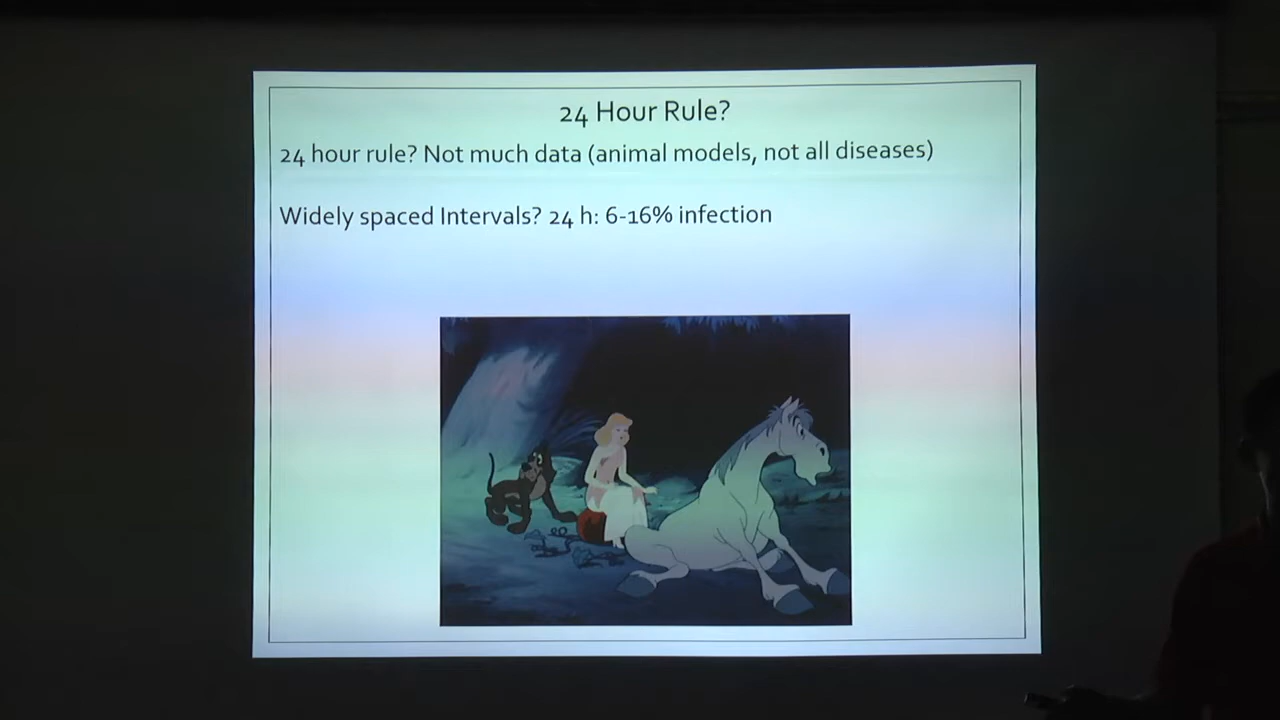 24 Hour Rule?
24 hour rule? Not much data (animal models, not all diseases)
Widely spaced Intervals? 24 h: 6-16% infection